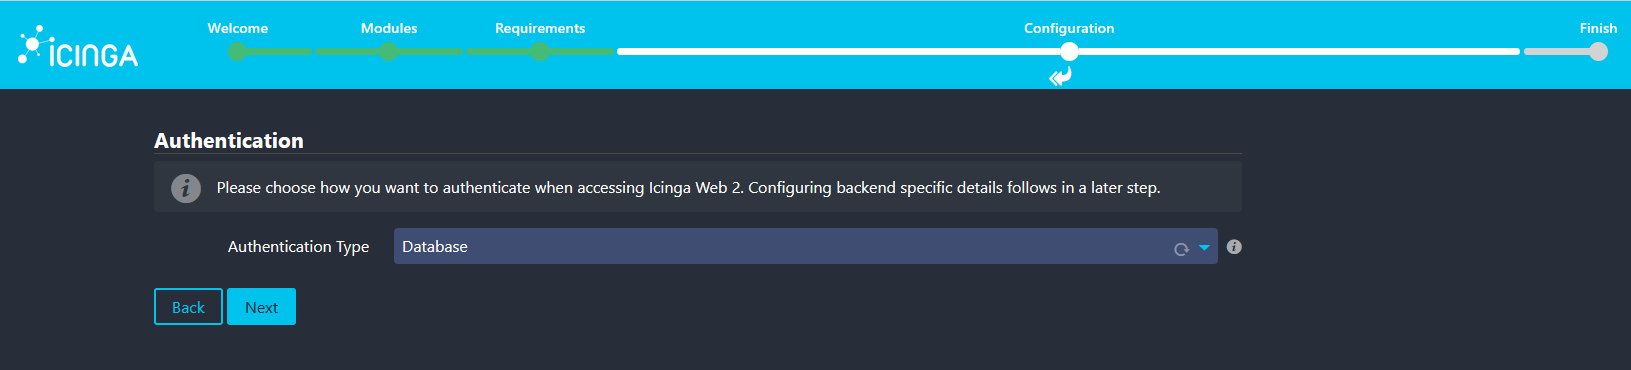 Welcome
Modules
Requirements
Configuration
Finish
icinga
Authentication
Please choose how you want to authenticate when accessing Icinga Web 2. Configuring backend specific details follows in a later step.
Authentication Type
Database
Back
Next